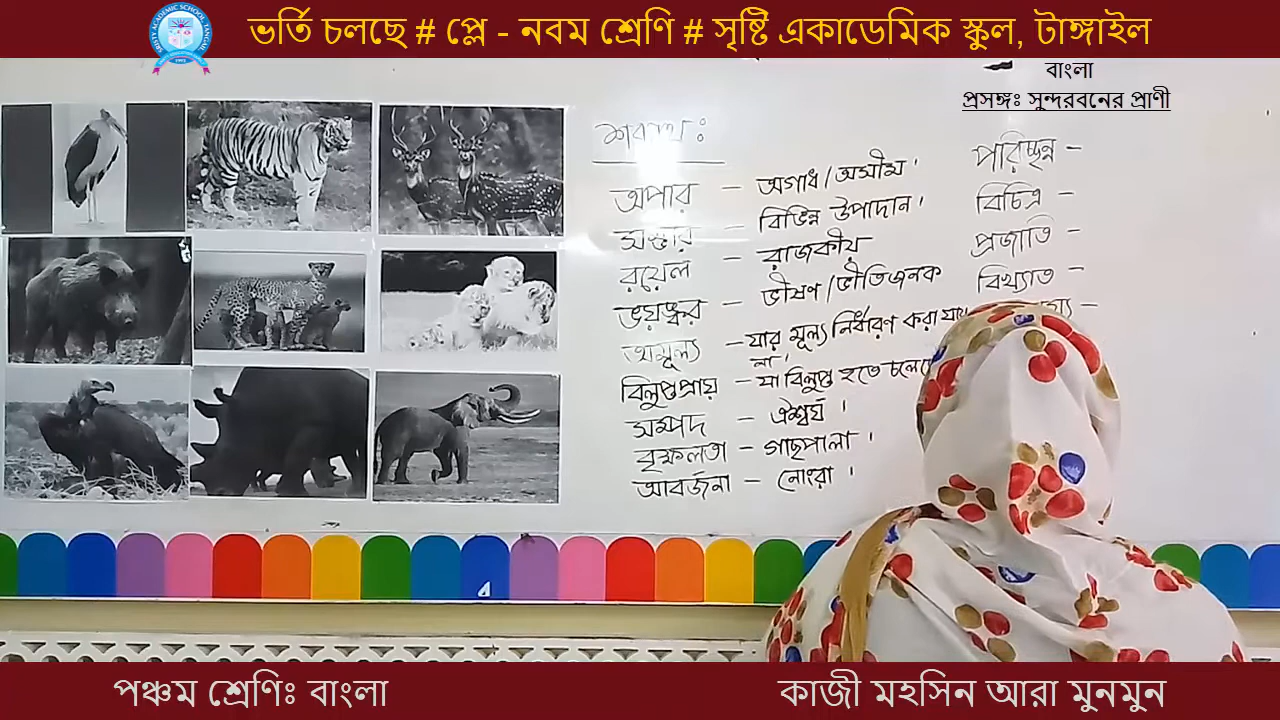 ভর্তি চলছে # প্লে - নবম শ্রেণি # সৃষ্টি একাডেমিক স্কুল, টাঙ্গাইল
বাংলা
প্রসঙ্গঃ সুন্দরবনের প্রাণী
শব্দার্থ :
অপার - অগাধ / অসীম ।
সম্ভার - বিভিন্ন উপাদান ।
রয়েল - রাজকীয়
ভয়ঙ্কর - ভীষণ / ভীতিজনক
অমূল্য - যার মূল্য নির্ধারণ করা যায়
না ।
বিলুপ্তপ্রায় - যা বিলুপ্ত হতে চলেছে
সম্পদ - ঐশ্বর্য ।
বৃক্ষলতা - গাছপালা ।
আবর্জনা - নোংরা ।
পরিচ্ছন্ন -
বিচিত্র -
প্রজাতি -
বিখ্যাত -
পঞ্চম শ্রেণিঃ বাংলা
কাজী মহসিন আরা মুনমুন